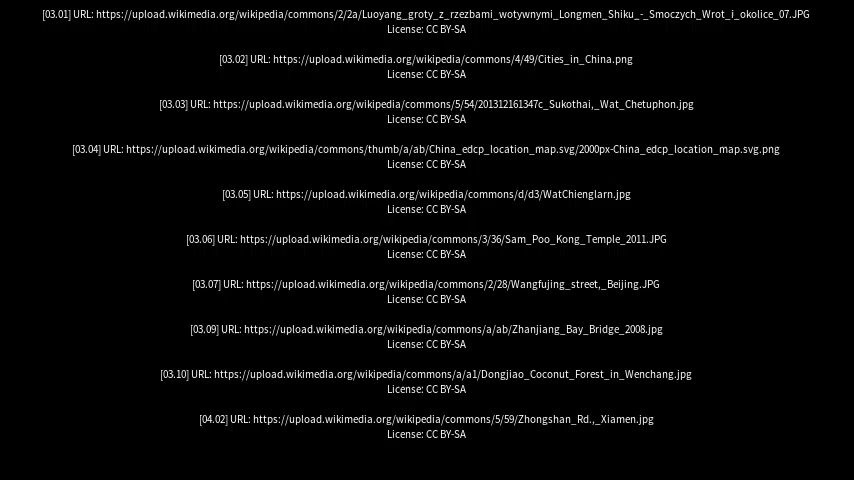 [03.01] URL: https://upload.wikimedia.org/wikipedia/commons/2/2a/Luoyang_groty_z_rzezbami_wotywnymi_Longmen_Shiku_-_Smoczych_Wrot_i_okolice_07.JPG
License: CC BY-SA
[03.02] URL: https://upload.wikimedia.org/wikipedia/commons/4/49/Cities_in_China.png
License: CC BY-SA
[03.03] URL: https://upload.wikimedia.org/wikipedia/commons/5/54/201312161347c_Sukothai,_Wat_Chetuphon.jpg
License: CC BY-SA
[03.04] URL: https://upload.wikimedia.org/wikipedia/commons/thumb/a/ab/China_edcp_location_map.svg/2000px-China_edcp_location_map.svg.png
License: CC BY-SA
[03.05] URL: https://upload.wikimedia.org/wikipedia/commons/d/d3/WatChienglarn.jpg
License: CC BY-SA
[03.06] URL: https://upload.wikimedia.org/wikipedia/commons/3/36/Sam_Poo_Kong_Temple_2011.JPG
License: CC BY-SA
[03.07] URL: https://upload.wikimedia.org/wikipedia/commons/2/28/Wangfujing_street,_Beijing.JPG
License: CC BY-SA
[03.09] URL: https://upload.wikimedia.org/wikipedia/commons/a/ab/Zhanjiang_Bay_Bridge_2008.jpg
License: CC BY-SA
[03.10] URL: https://upload.wikimedia.org/wikipedia/commons/a/a1/Dongjiao_Coconut_Forest_in_Wenchang.jpg
License: CC BY-SA
[04.02] URL: https://upload.wikimedia.org/wikipedia/commons/5/59/Zhongshan_Rd.,_Xiamen.jpg
License: CC BY-SA